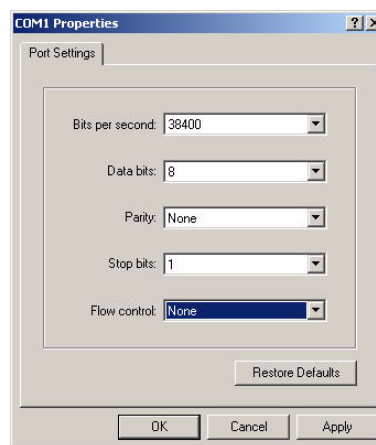 COM1 Properties
Port Settings
Bits per second: 38400
Data bits: 8
Parity: None
Stop bits: 1
Flow control: None
Restore Defaults
OK Cancel Apply